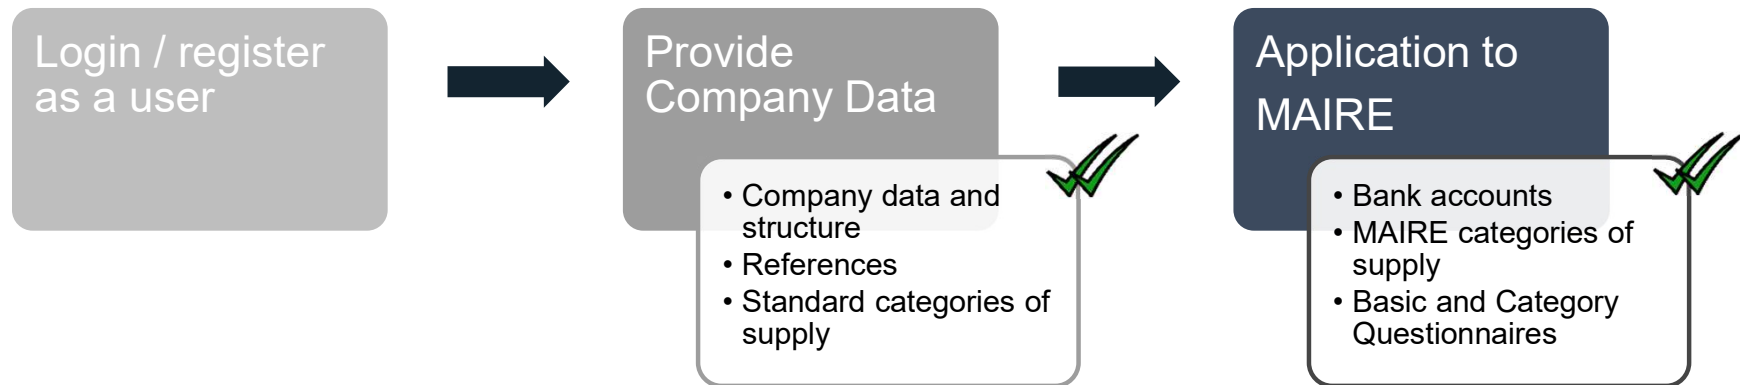 Login / register
as a user
Provide
Company Data
• Company data and
structure
• References
• Standard categories of
supply
Application to
MAIRE
• Bank accounts
• MAIRE categories of
supply
• Basic and Category
Questionnaires